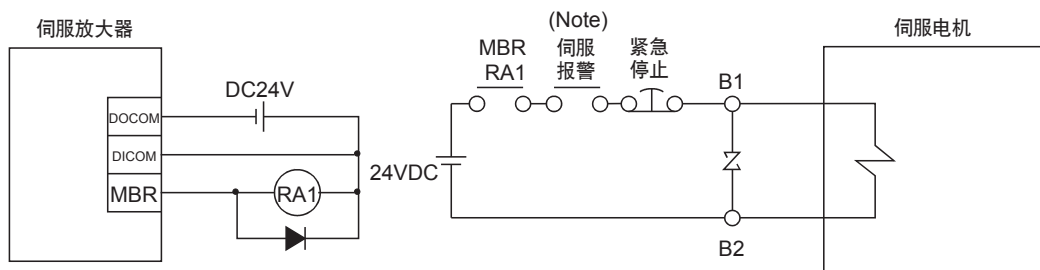 伺服放大器
DOCOM
DICOM
MBR
DC24V
RA1
24VDC
MBR
RA1
(Note)
伺服
报警
紧急
停止
B1
B2
伺服电机